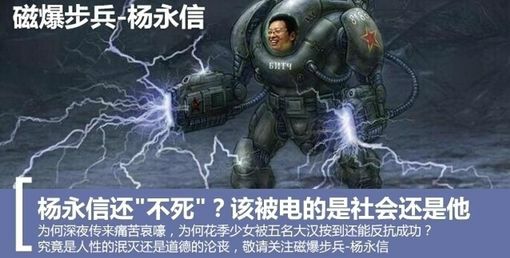 磁爆步兵-杨永信
БИТЧ
杨永信还"不死"？该被电的是社会还是他
为何深夜传来痛苦哀嚎，为何花季少女被五名大汉按到还能反抗成功？
究竟是人性的泯灭还是道德的沦丧，敬请关注磁爆步兵-杨永信